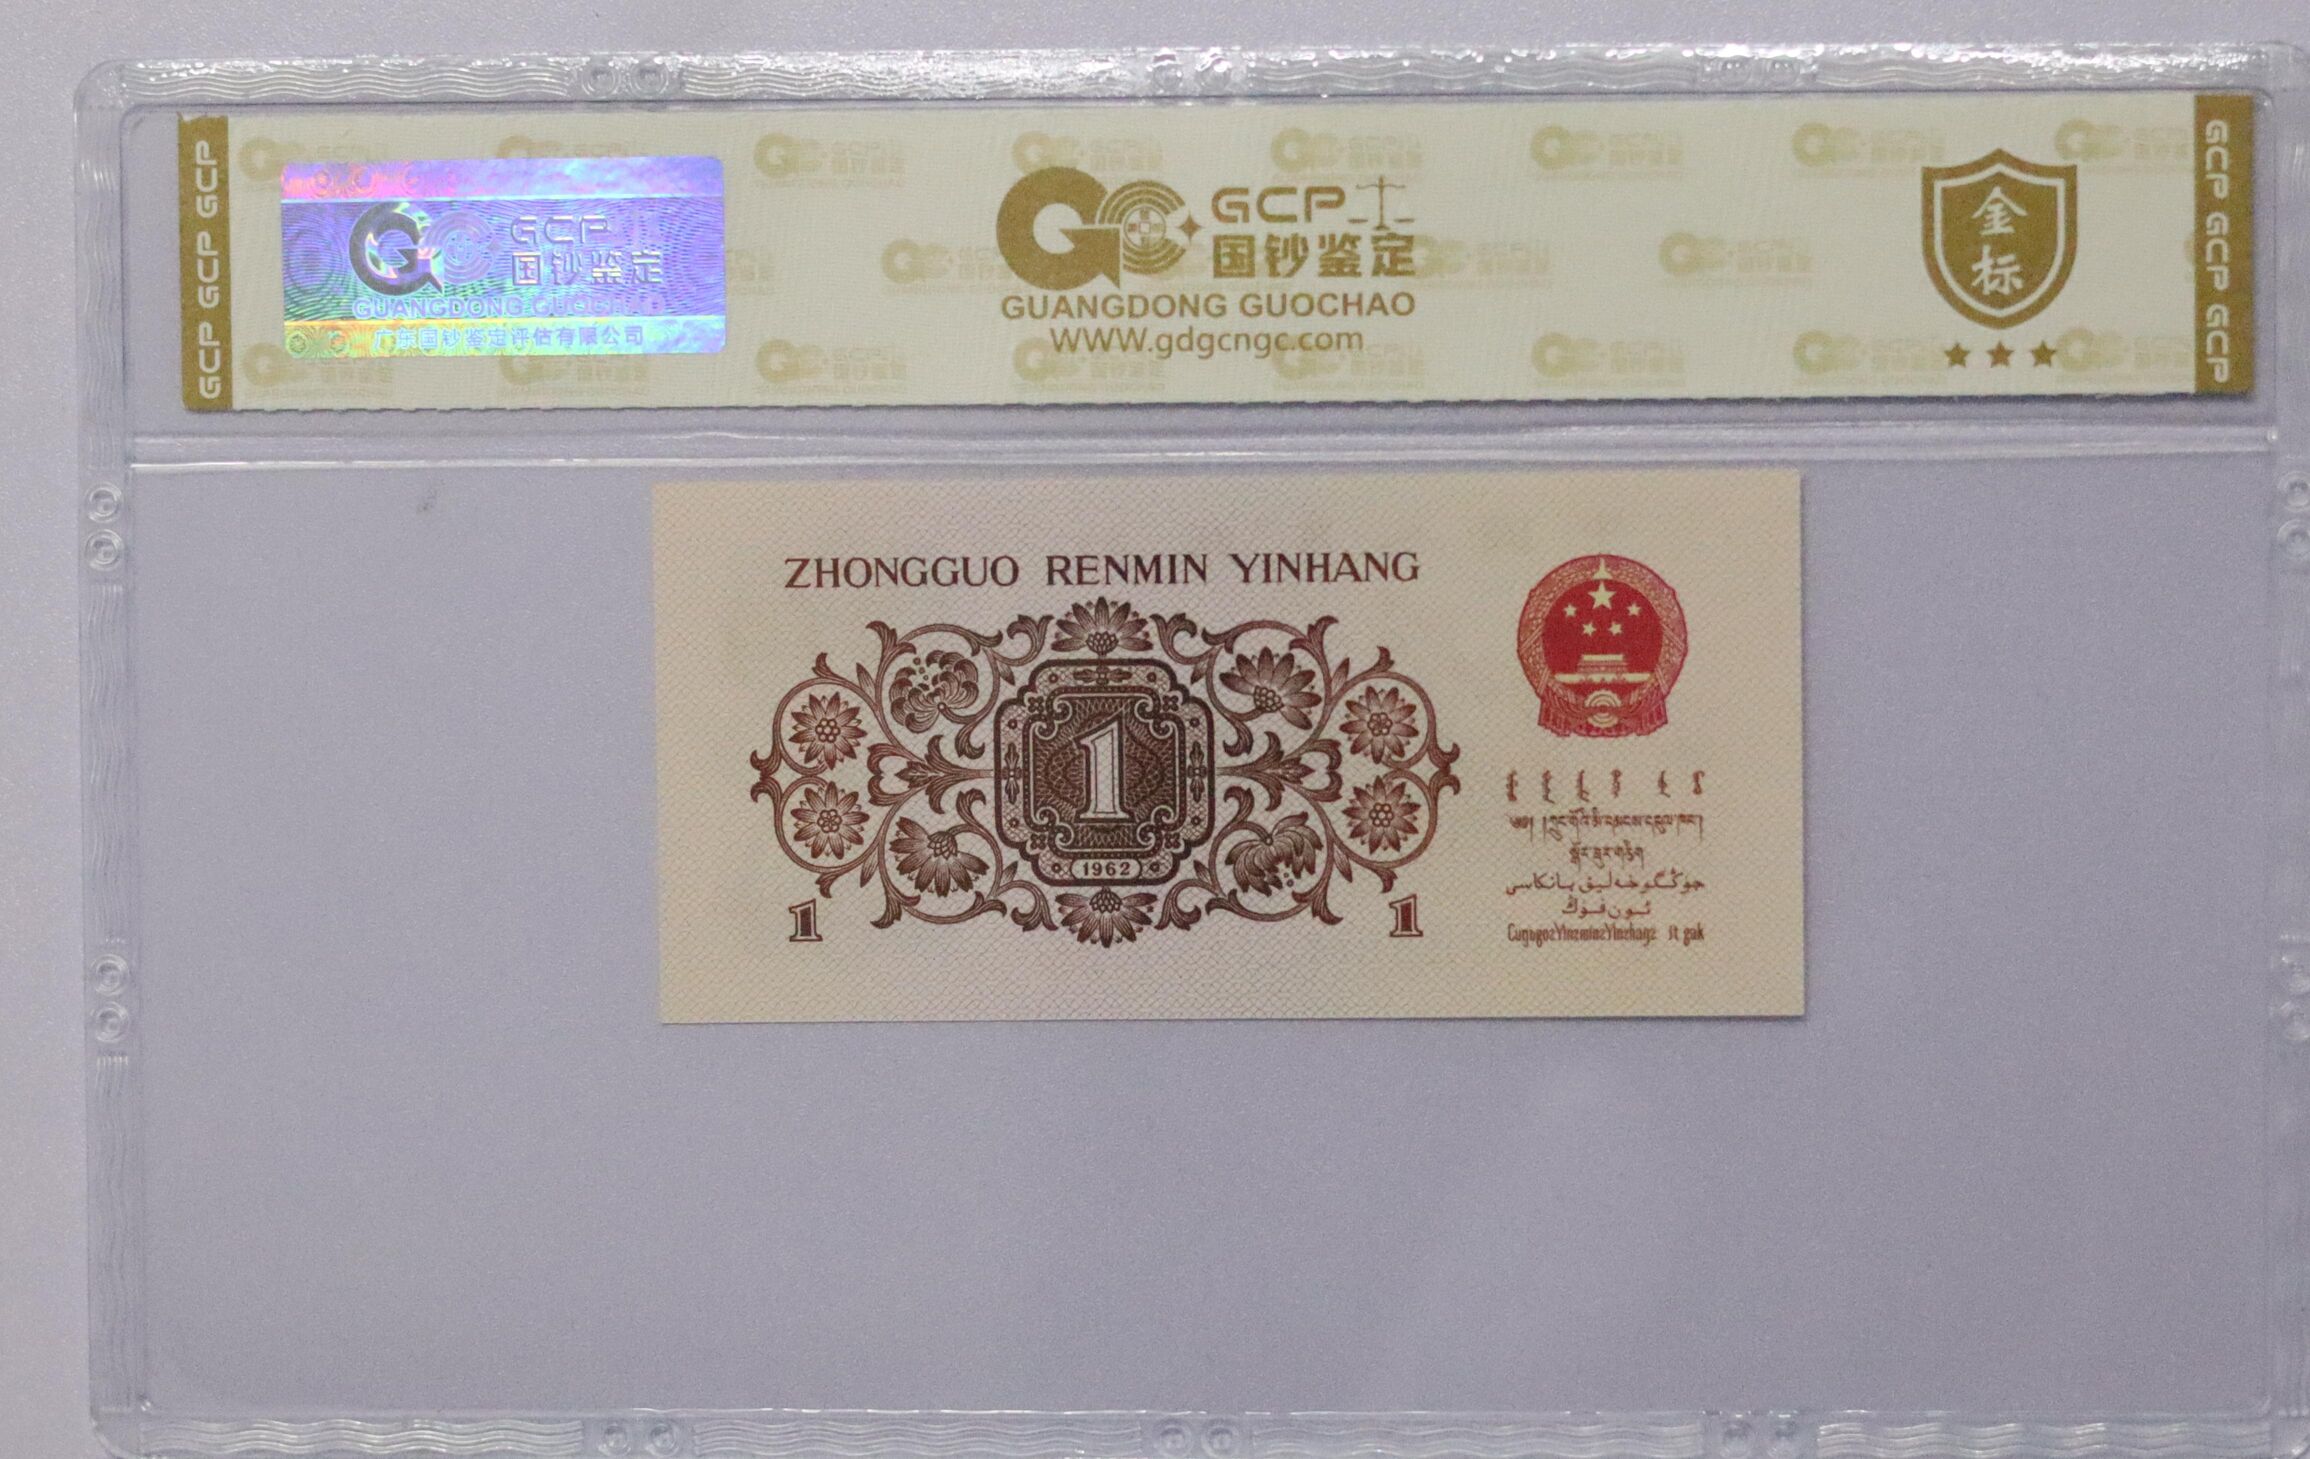 GCP GCP GCP
GCP
国钞鉴定
GUANGDONG GUOCHAO
广东国钞鉴定评估有限公司
GCP
国钞鉴定
GUANGDONG GUOCHAO
WWW.gdgcngc.com
金
标
GCP GCP GCP
ZHONGGUO RENMIN YINHANG
1
1962
1
1